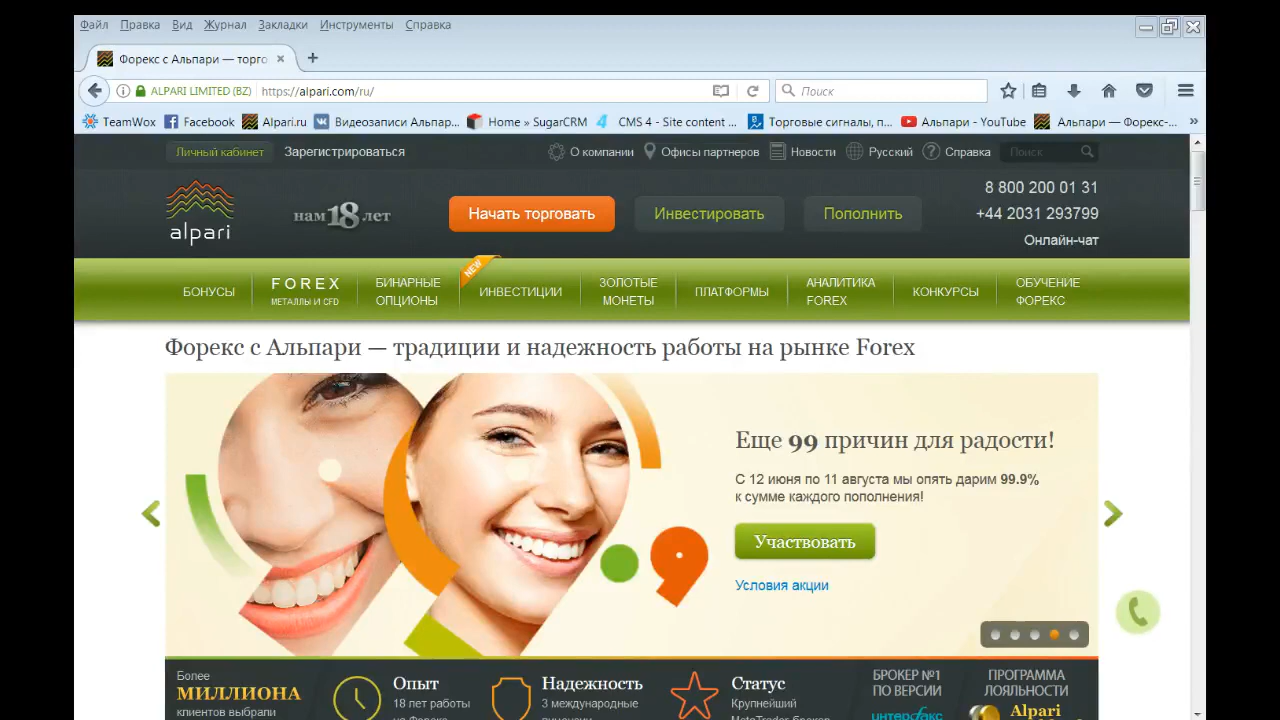 Файл Правка Вид Журнал Закладки Инструменты Справка
Форекс с Альпари — торго
ALPARI LIMITED (BZ) https://alpari.com/ru/ Поиск
TeamWox Facebook Alpari.ru Видеозаписи Альпар... Home » SugarCRM CMS 4 - Site content ... Торговые сигналы, п... Альпари - YouTube Альпари — Форекс-... »
Личный кабинет Зарегистрироваться О компании Офисы партнеров Новости Русский Справка Поиск
alpari
нам 18 лет
Начать торговать Инвестировать Пополнить
8 800 200 01 31
+44 2031 293799
Онлайн-чат
БОНУСЫ
FOREX
МЕТАЛЛЫ И CFD
БИНАРНЫЕ
ОПЦИОНЫ
NEW
ИНВЕСТИЦИИ
ЗОЛОТЫЕ
МОНЕТЫ
ПЛАТФОРМЫ
АНАЛИТИКА
FOREX
КОНКУРСЫ
ОБУЧЕНИЕ
ФОРЕКС
Форекс с Альпари — традиции и надежность работы на рынке Forex
Еще 99 причин для радости!
С 12 июня по 11 августа мы опять дарим 99.9%
к сумме каждого пополнения!
Участвовать
Условия акции
Более
МИЛЛИОНА
клиентов выбрали
Опыт
18 лет работы
Надежность
3 международные
Статус
Крупнейший
MetaTrader-брокер
БРОКЕР №1
ПО ВЕРСИИ
интерфакс
ПРОГРАММА
ЛОЯЛЬНОСТИ
Alpari